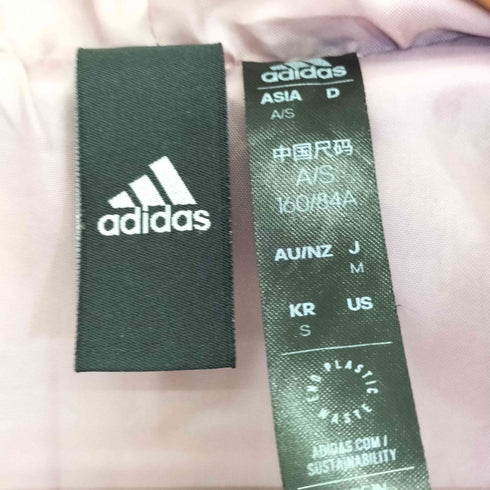 adidas
adidas
ASIA D
A/S
中国尺码
A/S
160/84A
AU/NZ J
M
KR US
S
END PLASTIC WASTE
ADIDAS.COM/
SUSTAINABILITY